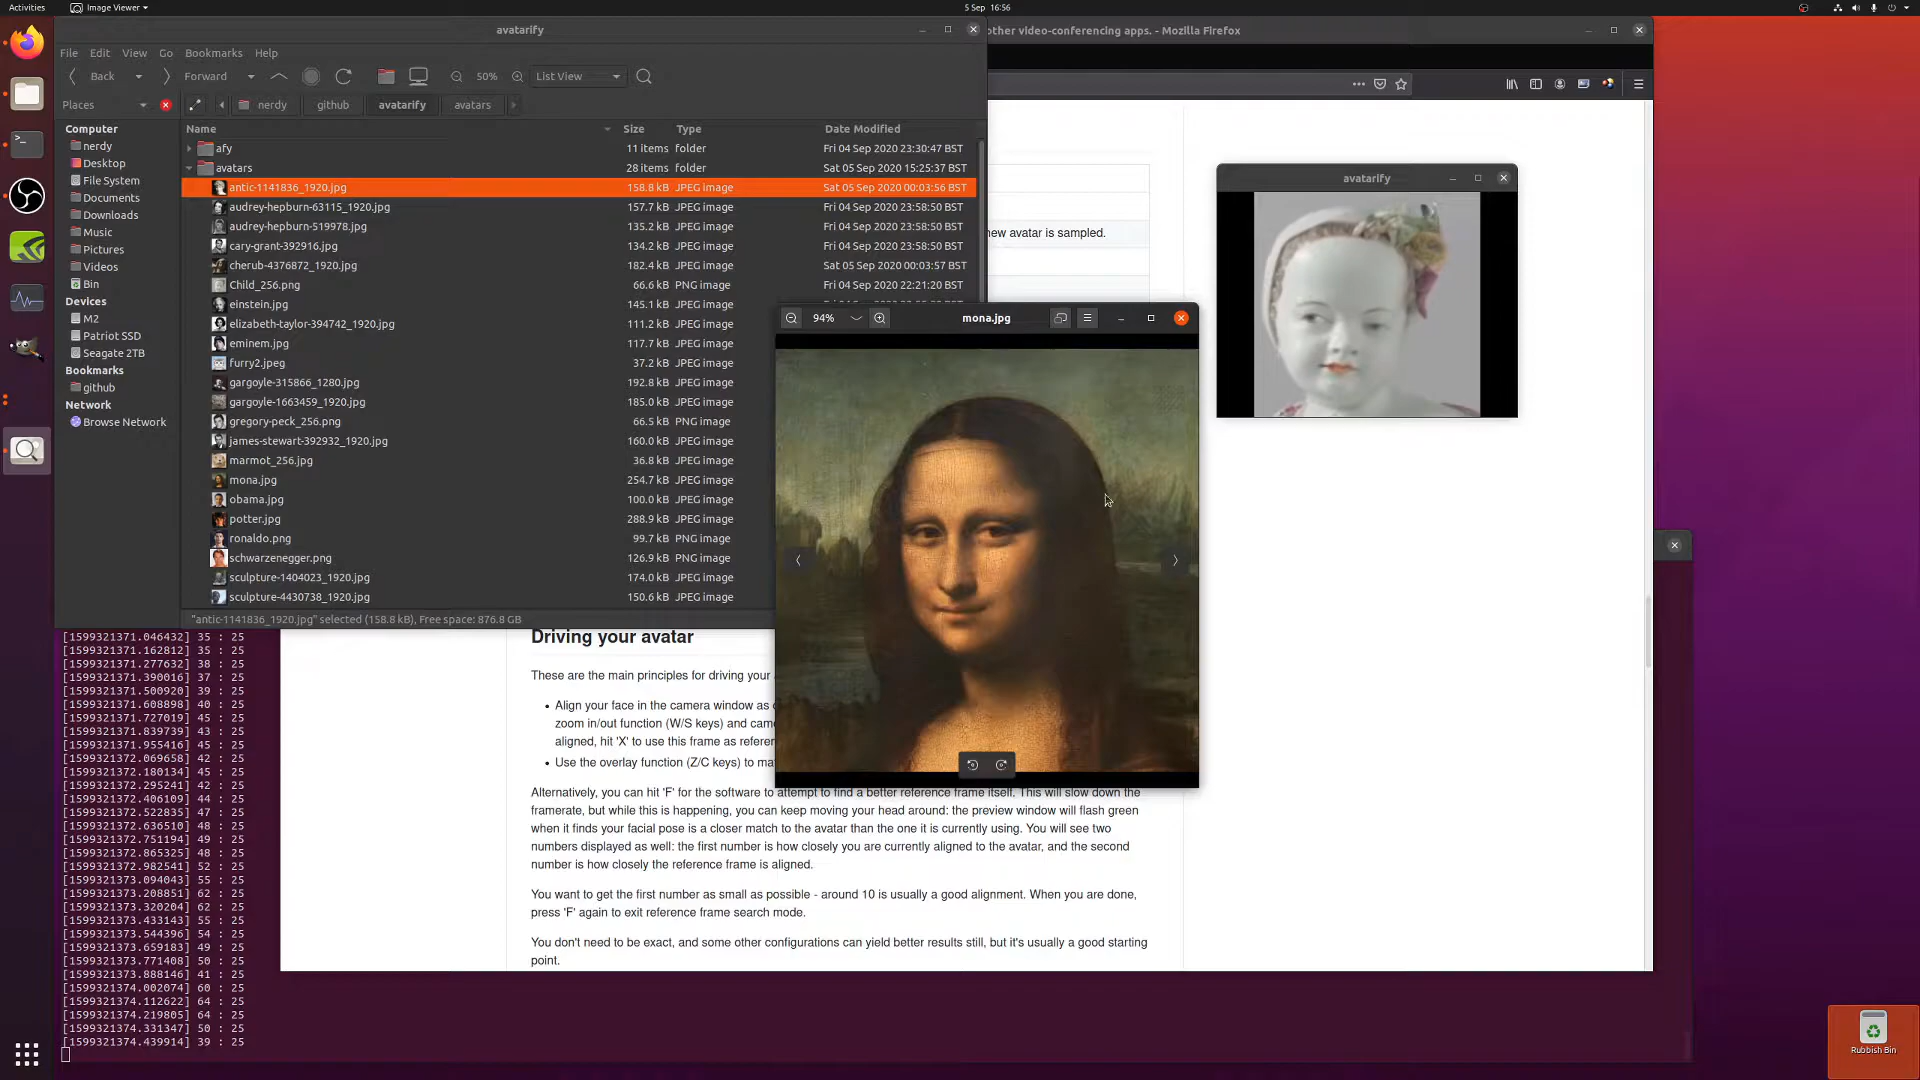 Activities
Image Viewer
5 Sep 16:56
avatarify
File Edit View Go Bookmarks Help
Back Forward 50% List View
Places
nerdy github avatarify avatars
Computer
nerdy
Desktop
File System
Documents
Downloads
Music
Pictures
Videos
Bin
Devices
M2
Patriot SSD
Seagate 2TB
Bookmarks
github
Network
Browse Network
Name Size Type Date Modified
afy 11 items folder Fri 04 Sep 2020 23:30:47 BST
avatars 28 items folder Sat 05 Sep 2020 15:25:37 BST
antic-1141836_1920.jpg 158.8 kB JPEG image Sat 05 Sep 2020 00:03:56 BST
audrey-hepburn-63115_1920.jpg 157.7 kB JPEG image Fri 04 Sep 2020 23:58:50 BST
audrey-hepburn-519978.jpg 135.2 kB JPEG image Fri 04 Sep 2020 23:58:50 BST
cary-grant-392916.jpg 134.2 kB JPEG image Fri 04 Sep 2020 23:58:50 BST
cherub-4376872_1920.jpg 182.4 kB JPEG image Sat 05 Sep 2020 00:03:57 BST
Child_256.png 66.6 kB PNG image Fri 04 Sep 2020 22:21:20 BST
einstein.jpg 145.1 kB JPEG image
elizabeth-taylor-394742_1920.jpg 111.2 kB JPEG image
eminem.jpg 117.7 kB JPEG image
furry2.jpeg 37.2 kB JPEG image
gargoyle-315866_1280.jpg 192.8 kB JPEG image
gargoyle-1663459_1920.jpg 185.0 kB JPEG image
gregory-peck_256.png 66.5 kB PNG image
james-stewart-392932_1920.jpg 160.0 kB JPEG image
marmot_256.jpg 36.8 kB JPEG image
mona.jpg 254.7 kB JPEG image
obama.jpg 100.0 kB JPEG image
potter.jpg 288.9 kB JPEG image
ronaldo.png 99.7 kB PNG image
schwarzenegger.png 126.9 kB PNG image
sculpture-1404023_1920.jpg 174.0 kB JPEG image
sculpture-4430738_1920.jpg 150.6 kB JPEG image
"antic-1141836_1920.jpg" selected (158.8 kB), Free space: 876.8 GB
other video-conferencing apps. - Mozilla Firefox
new avatar is sampled.
avatarify
94% mona.jpg
Driving your avatar
These are the main principles for driving your
Align your face in the camera window as
zoom in/out function (W/S keys) and
aligned, hit 'X' to use this frame as
Use the overlay function (Z/C keys) to
Alternatively, you can hit 'F' for the software to attempt to find a better reference frame itself. This will slow down the
framerate, but while this is happening, you can keep moving your head around: the preview window will flash green
when it finds your facial pose is a closer match to the avatar than the one it is currently using. You will see two
numbers displayed as well: the first number is how closely you are currently aligned to the avatar, and the second
number is how closely the reference frame is aligned.
You want to get the first number as small as possible - around 10 is usually a good alignment. When you are done,
press 'F' again to exit reference frame search mode.
You don't need to be exact, and some other configurations can yield better results still, but it's usually a good starting
point.
[1599321371.046432] 35 : 25
[1599321371.162812] 35 : 25
[1599321371.277632] 38 : 25
[1599321371.390016] 37 : 25
[1599321371.500920] 39 : 25
[1599321371.608898] 40 : 25
[1599321371.727019] 45 : 25
[1599321371.839739] 43 : 25
[1599321371.955416] 45 : 25
[1599321372.069658] 42 : 25
[1599321372.180134] 45 : 25
[1599321372.295241] 42 : 25
[1599321372.406109] 44 : 25
[1599321372.522835] 47 : 25
[1599321372.636510] 48 : 25
[1599321372.751194] 49 : 25
[1599321372.865325] 48 : 25
[1599321372.982541] 52 : 25
[1599321373.094043] 55 : 25
[1599321373.208851] 62 : 25
[1599321373.320204] 62 : 25
[1599321373.433143] 55 : 25
[1599321373.544396] 54 : 25
[1599321373.659183] 49 : 25
[1599321373.771408] 50 : 25
[1599321373.888146] 41 : 25
[1599321374.002074] 60 : 25
[1599321374.112622] 64 : 25
[1599321374.219805] 64 : 25
[1599321374.331347] 50 : 25
[1599321374.439914] 39 : 25
Rubbish Bin